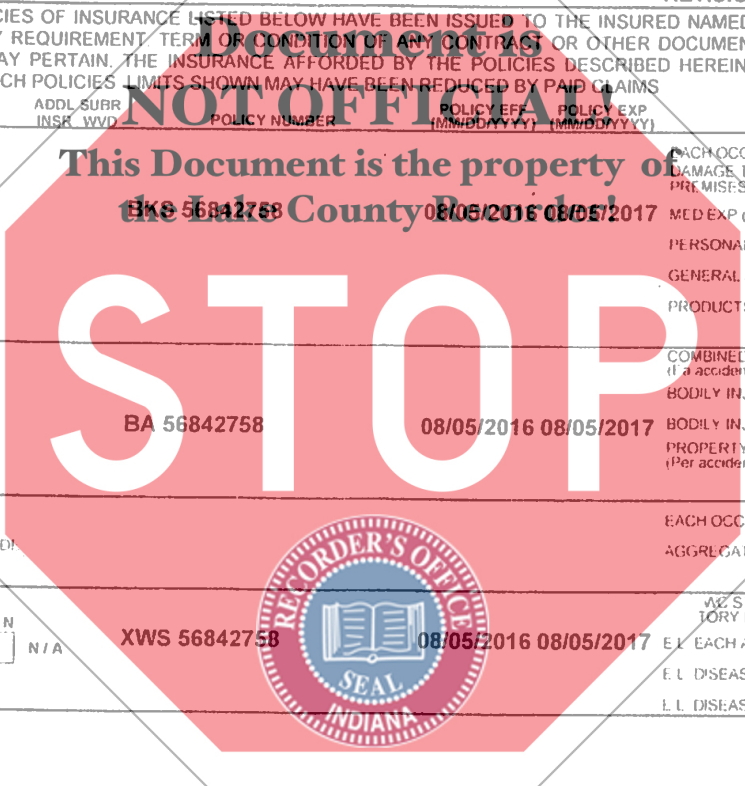 CIES OF INSURANCE LISTED BELOW HAVE BEEN ISSUED TO THE INSURED NAMED
Document is
Y REQUIREMENT TERM OR CONDITION OF ANY CONTRACT OR OTHER DOCUMEN
AY PERTAIN. THE INSURANCE AFFORDED BY THE POLICIES DESCRIBED HEREIN
CH POLICIES LIMITS SHOWN MAY HAVE BEEN REDUCED BY PAID CLAIMS
NOT OFFICIAL!
ADDL SUBR POLICY EFF POLICY EXP
INSR WVD POLICY NUMBER (MM/DD/YYYY) (MM/DD/YYYY)
EACH OCC
This Document is the property of
DAMAGE T
PREMISES
the Lake County Recorder!
BKS 56842758 08/05/2016 08/05/2017 MED EXP (
PERSONA
GENERAL
PRODUCTS
STOP
COMBINED
(Ea acciden
BODILY IN
BA 56842758 08/05/2016 08/05/2017 BODILY IN
PROPERTY
(Per acciden
EACH OCC
AGGREGAT
RECORDER'S OFFICE
WC S
TORY
N
N / A XWS 56842758 08/05/2016 08/05/2017 E L EACH A
E L DISEAS
SEAL
INDIANA
E L DISEAS